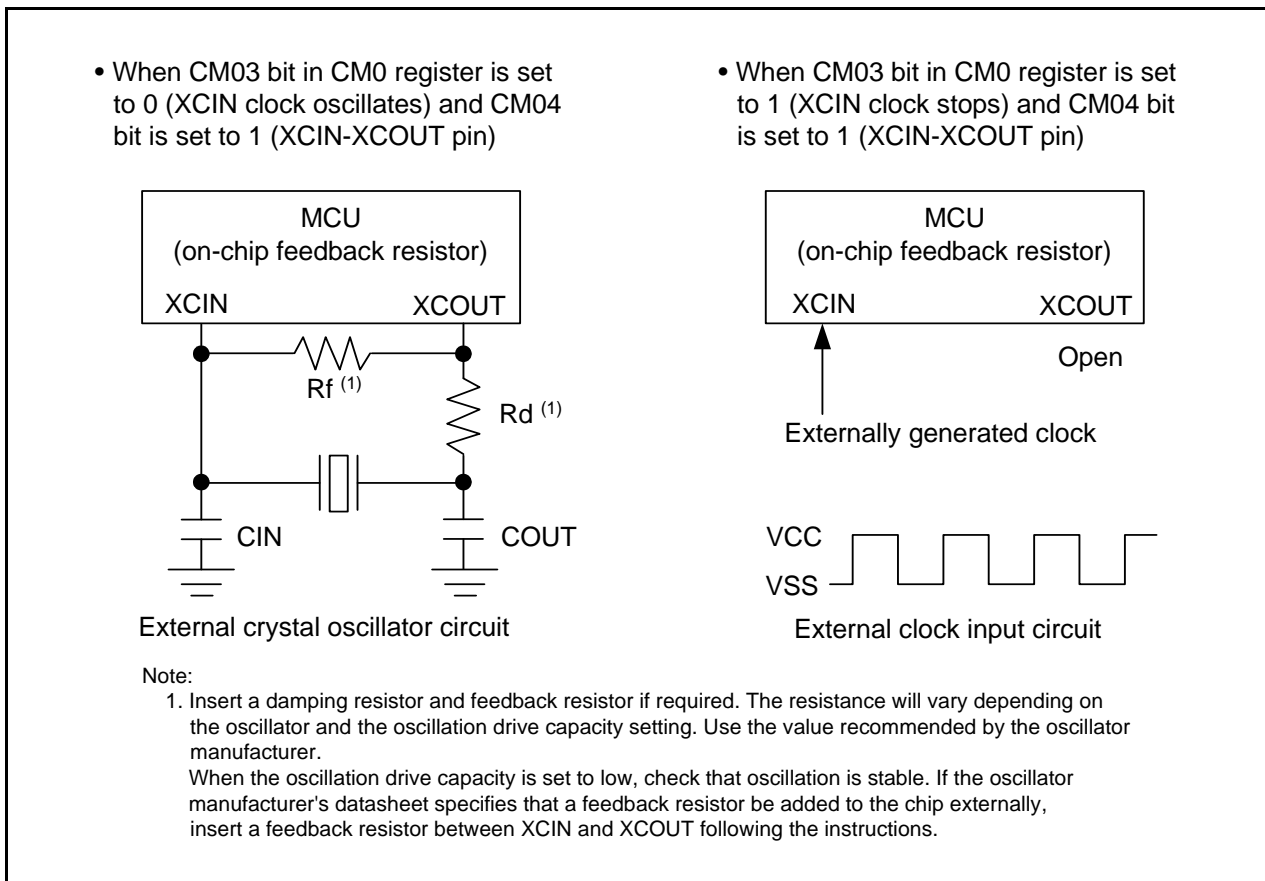 • When CM03 bit in CM0 register is set
to 0 (XCIN clock oscillates) and CM04
bit is set to 1 (XCIN-XCOUT pin)
MCU
(on-chip feedback resistor)
XCIN XCOUT
Rf (1)
Rd (1)
CIN COUT
External crystal oscillator circuit
• When CM03 bit in CM0 register is set
to 1 (XCIN clock stops) and CM04 bit
is set to 1 (XCIN-XCOUT pin)
MCU
(on-chip feedback resistor)
XCIN XCOUT
Open
Externally generated clock
VCC
VSS
External clock input circuit
Note:
1. Insert a damping resistor and feedback resistor if required. The resistance will vary depending on
the oscillator and the oscillation drive capacity setting. Use the value recommended by the oscillator
manufacturer.
When the oscillation drive capacity is set to low, check that oscillation is stable. If the oscillator
manufacturer's datasheet specifies that a feedback resistor be added to the chip externally,
insert a feedback resistor between XCIN and XCOUT following the instructions.